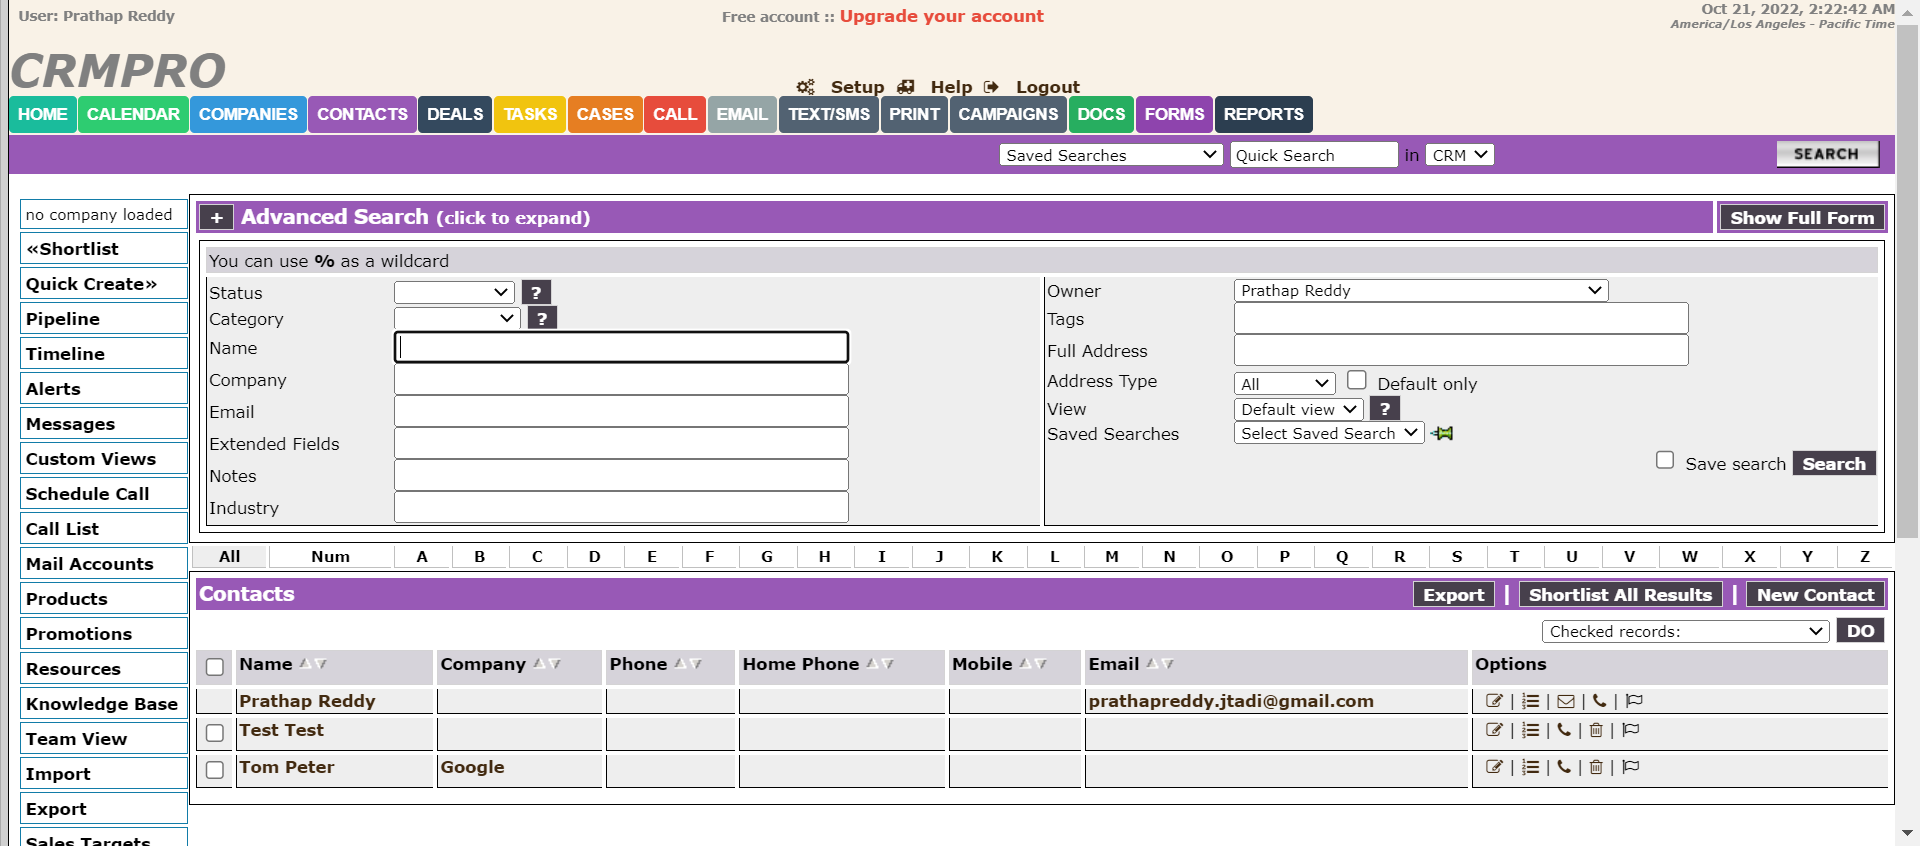 User: Prathap Reddy
Free account :: Upgrade your account
Oct 21, 2022, 2:22:42 AM
America/Los Angeles - Pacific Time
CRMPRO
Setup Help Logout
HOME CALENDAR COMPANIES CONTACTS DEALS TASKS CASES CALL EMAIL TEXT/SMS PRINT CAMPAIGNS DOCS FORMS REPORTS
Saved Searches Quick Search in CRM SEARCH
no company loaded
«Shortlist
Quick Create»
Pipeline
Timeline
Alerts
Messages
Custom Views
Schedule Call
Call List
Mail Accounts
Products
Promotions
Resources
Knowledge Base
Team View
Import
Export
Sales Targets
+ Advanced Search (click to expand) Show Full Form
You can use % as a wildcard
Status ?
Category ?
Name
Company
Email
Extended Fields
Notes
Industry
Owner Prathap Reddy
Tags
Full Address
Address Type All Default only
View Default view ?
Saved Searches Select Saved Search
Save search Search
All Num A B C D E F G H I J K L M N O P Q R S T U V W X Y Z
Contacts Export | Shortlist All Results | New Contact
Checked records: DO
Name Company Phone Home Phone Mobile Email Options
Prathap Reddy prathapreddy.jtadi@gmail.com | | | |
Test Test | | | |
Tom Peter Google | | | |